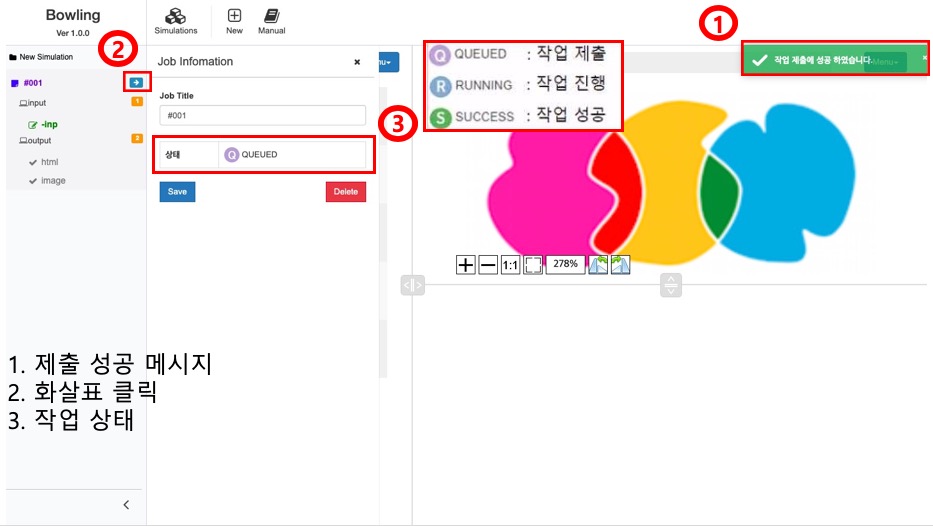 Bowling
Ver 1.0.0
Simulations
New
Manual
1
2
New Simulation
Job Infomation
×
nu
Q QUEUED : 작업 제출
R RUNNING : 작업 진행
S SUCCESS : 작업 성공
작업 제출에 성공 하였습니다.
Menu
×
#001
input
1
-inp
output
2
html
image
Job Title
#001
3
상태
Q QUEUED
Save
Delete
1:1
278%
1. 제출 성공 메시지
2. 화살표 클릭
3. 작업 상태